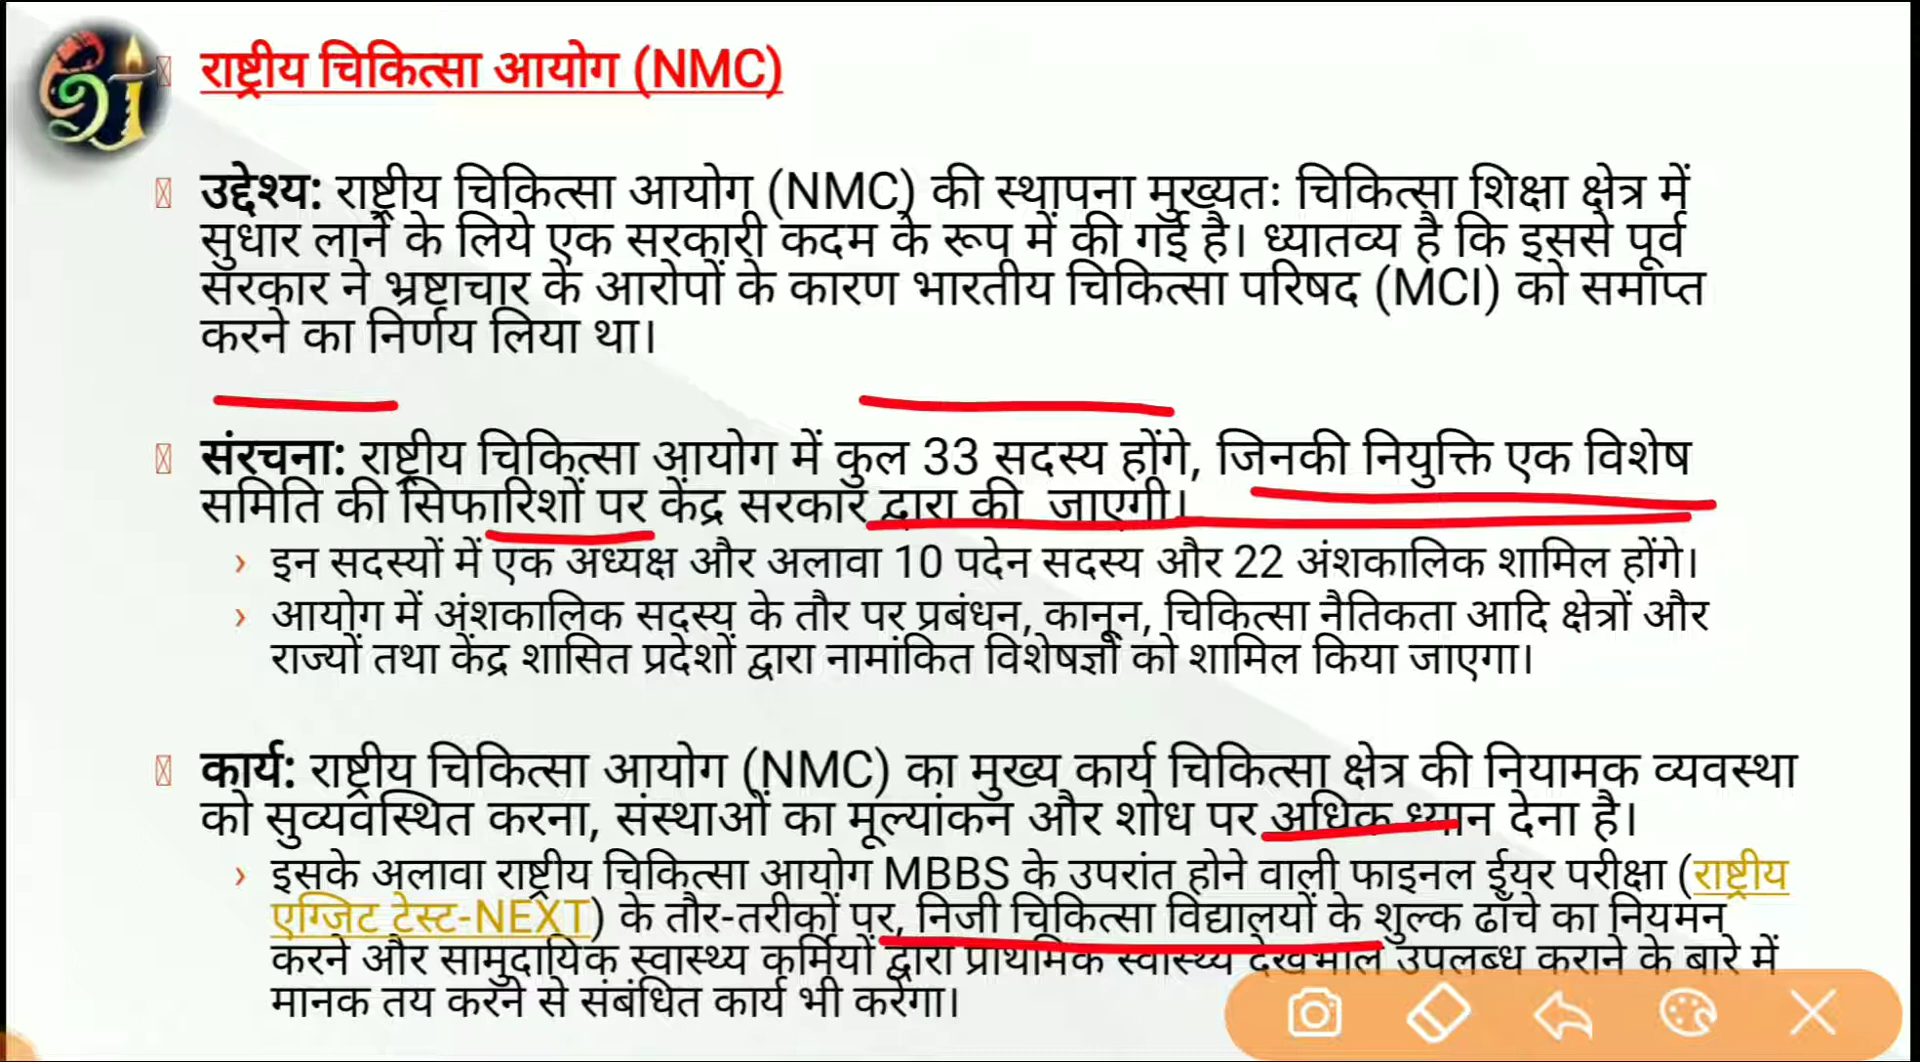 राष्ट्रीय चिकित्सा आयोग (NMC)
उद्देश्य: राष्ट्रीय चिकित्सा आयोग (NMC) की स्थापना मुख्यतः चिकित्सा शिक्षा क्षेत्र में
सुधार लाने के लिये एक सरकारी कदम के रूप में की गई है। ध्यातव्य है कि इससे पूर्व
सरकार ने भ्रष्टाचार के आरोपों के कारण भारतीय चिकित्सा परिषद (MCI) को समाप्त
करने का निर्णय लिया था।
संरचना: राष्ट्रीय चिकित्सा आयोग में कुल 33 सदस्य होंगे, जिनकी नियुक्ति एक विशेष
समिति की सिफारिशों पर केंद्र सरकार द्वारा की जाएगी।
› इन सदस्यों में एक अध्यक्ष और अलावा 10 पदेन सदस्य और 22 अंशकालिक शामिल होंगे।
› आयोग में अंशकालिक सदस्य के तौर पर प्रबंधन, कानून, चिकित्सा नैतिकता आदि क्षेत्रों और
राज्यों तथा केंद्र शासित प्रदेशों द्वारा नामांकित विशेषज्ञों को शामिल किया जाएगा।
कार्य: राष्ट्रीय चिकित्सा आयोग (NMC) का मुख्य कार्य चिकित्सा क्षेत्र की नियामक व्यवस्था
को सुव्यवस्थित करना, संस्थाओं का मूल्यांकन और शोध पर अधिक ध्यान देना है।
› इसके अलावा राष्ट्रीय चिकित्सा आयोग MBBS के उपरांत होने वाली फाइनल ईयर परीक्षा (राष्ट्रीय
एग्जिट टेस्ट-NEXT) के तौर-तरीकों पर, निजी चिकित्सा विद्यालयों के शुल्क ढाँचे का नियमन
करने और सामुदायिक स्वास्थ्य कर्मियों द्वारा प्राथमिक स्वास्थ्य देखभाल उपलब्ध कराने के बारे में
मानक तय करने से संबंधित कार्य भी करेगा।